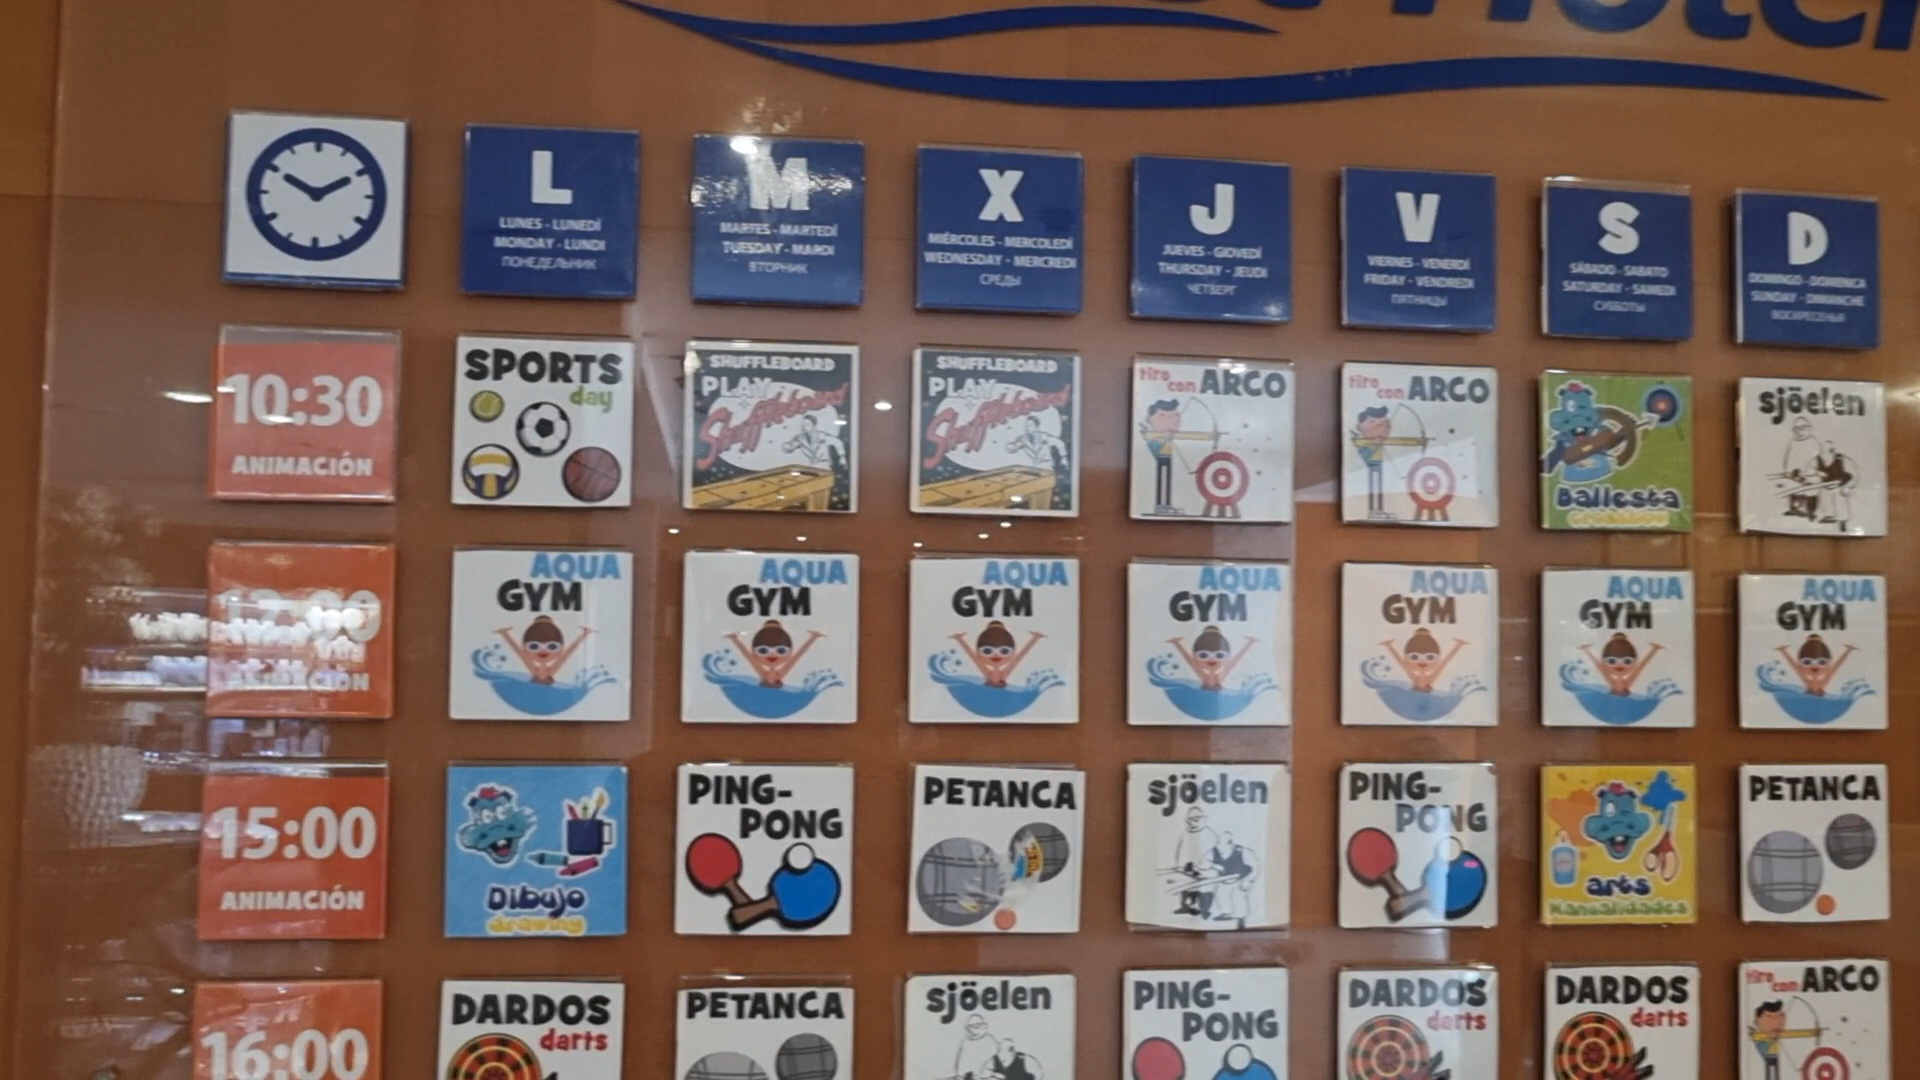 Hotel
L
LUNES - LUNEDÍ
MONDAY - LUNDI
ПОНЕДЕЛЬНИК
M
MARTES - MARTEDÍ
TUESDAY - MARDI
ВТОРНИК
X
MIÉRCOLES - MERCOLEDÍ
WEDNESDAY - MERCREDI
СРЕДЫ
J
JUEVES - GIOVEDÍ
THURSDAY - JEUDI
ЧЕТВЕРГ
V
VIERNES - VENERDÍ
FRIDAY - VENDREDI
ПЯТНИЦЫ
S
SÁBADO - SABATO
SATURDAY - SAMEDI
СУББОТЫ
D
DOMINGO - DOMENICA
SUNDAY - DIMANCHE
ВОСКРЕСЕНЬЯ
10:30
ANIMACIÓN
SPORTS
day
SHUFFLEBOARD
PLAY
Shuffleboard
SHUFFLEBOARD
PLAY
Shuffleboard
tiro con ARCO
tiro con ARCO
Ballesta
sjöelen
ANIMACIÓN
AQUA
GYM
AQUA
GYM
AQUA
GYM
AQUA
GYM
AQUA
GYM
AQUA
GYM
AQUA
GYM
15:00
ANIMACIÓN
Dibujo
drawing
PING-
PONG
PETANCA
sjöelen
PING-
PONG
arts
Manualidades
PETANCA
16:00
DARDOS
darts
PETANCA
sjöelen
PING-
PONG
DARDOS
darts
DARDOS
darts
tiro con ARCO